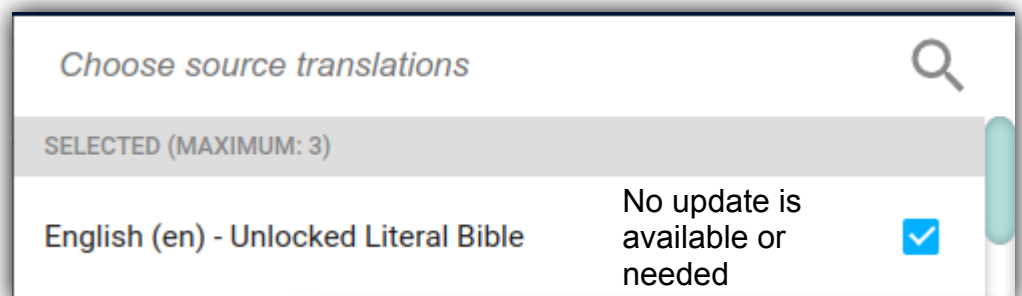 Choose source translations
SELECTED (MAXIMUM: 3)
English (en) - Unlocked Literal Bible
No update is
available or
needed